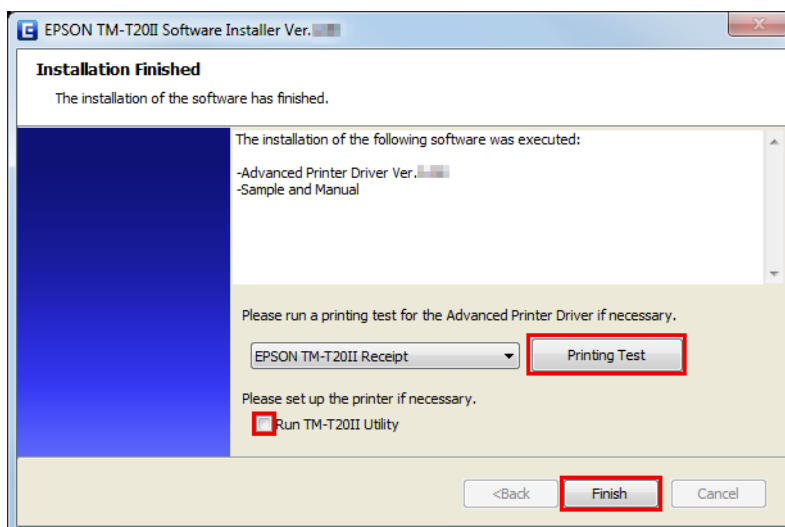 EPSON TM-T20II Software Installer Ver.
Installation Finished
The installation of the software has finished.
The installation of the following software was executed:
-Advanced Printer Driver Ver.
-Sample and Manual
Please run a printing test for the Advanced Printer Driver if necessary.
EPSON TM-T20II Receipt
Printing Test
Please set up the printer if necessary.
Run TM-T20II Utility
<Back
Finish
Cancel